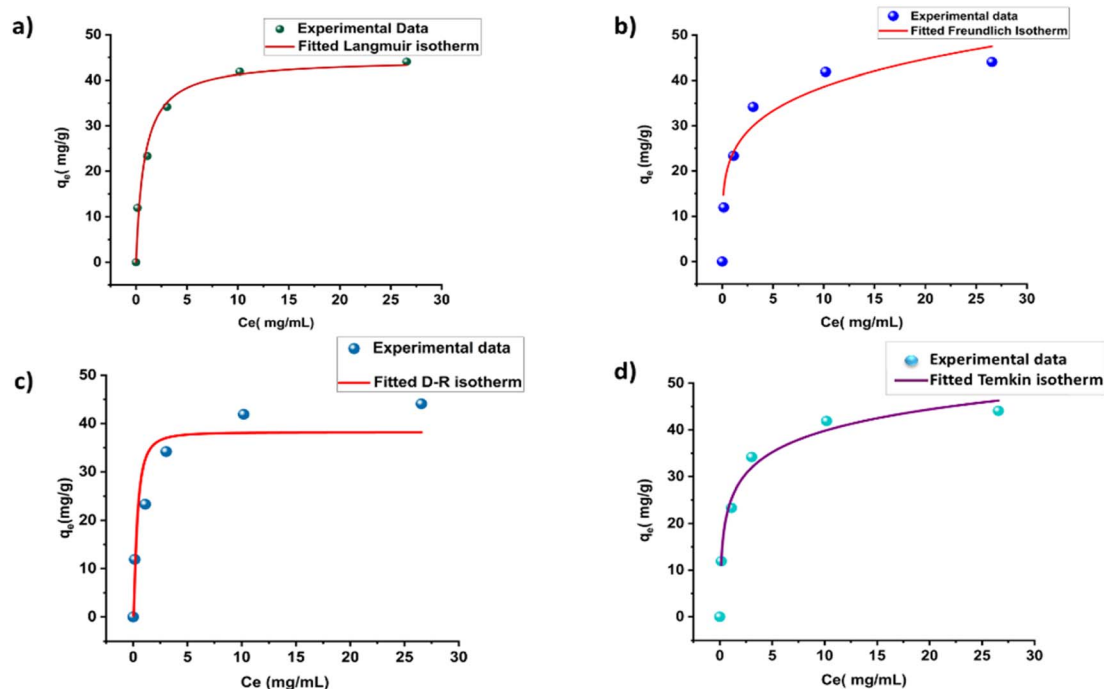 a)
Experimental Data
Fitted Langmuir isotherm
50
40
30
20
10
0
qe( mg/g)
0 5 10 15 20 25 30
Ce( mg/mL)
b)
Experimental data
Fitted Freundlich Isotherm
50
40
30
20
10
0
qe( mg/g)
0 5 10 15 20 25 30
Ce( mg/mL)
c)
Experimental data
Fitted D-R isotherm
50
40
30
20
10
0
qe(mg/g)
0 5 10 15 20 25 30
Ce (mg/mL)
d)
Experimental data
Fitted Temkin isotherm
50
40
30
20
10
0
qe( mg/g)
0 5 10 15 20 25 30
Ce( mg/mL)